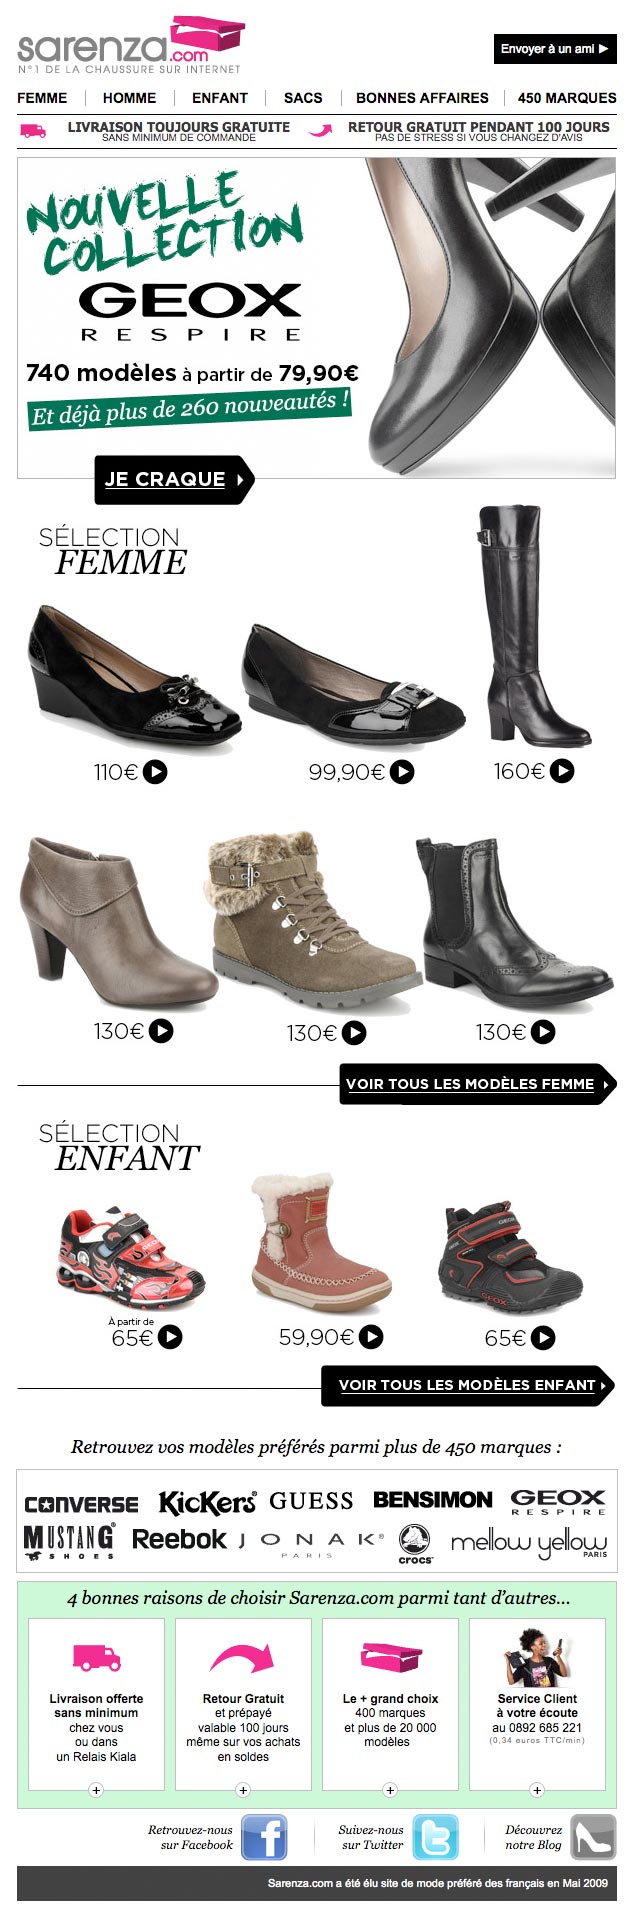 sarenza.com
N°1 DE LA CHAUSSURE SUR INTERNET
Envoyer à un ami
FEMME HOMME ENFANT SACS BONNES AFFAIRES 450 MARQUES
LIVRAISON TOUJOURS GRATUITE
SANS MINIMUM DE COMMANDE
RETOUR GRATUIT PENDANT 100 JOURS
PAS DE STRESS SI VOUS CHANGEZ D'AVIS
NOUVELLE
COLLECTION
GEOX
RESPIRE
740 modèles à partir de 79,90€
Et déjà plus de 260 nouveautés !
JE CRAQUE
SÉLECTION
FEMME
110€ 99,90€ 160€
130€ 130€ 130€
VOIR TOUS LES MODÈLES FEMME
SÉLECTION
ENFANT
GEOX
GEOX
À partir de
65€ 59,90€ 65€
VOIR TOUS LES MODÈLES ENFANT
Retrouvez vos modèles préférés parmi plus de 450 marques :
CONVERSE KicKers GUESS BENSIMON GEOX
RESPIRE
MUSTANG Reebok JONAK mellow yellow
SHOES PARIS crocs PARIS
4 bonnes raisons de choisir Sarenza.com parmi tant d'autres...
Livraison offerte
sans minimum
chez vous
ou dans
un Relais Kiala
+
Retour Gratuit
et prépayé
valable 100 jours
même sur vos achats
en soldes
+
Le + grand choix
400 marques
et plus de 20 000
modèles
+
Service Client
à votre écoute
au 0892 685 221
(0,34 euros TTC/min)
+
Retrouvez-nous
sur Facebook
Suivez-nous
sur Twitter
Découvrez
notre Blog
Sarenza.com a été élu site de mode préféré des français en Mai 2009